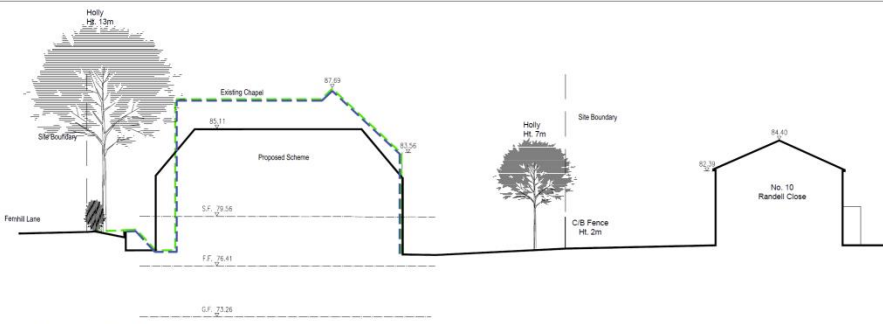 Holly
Ht. 13m
Existing Chapel
87,69
85,11
83,56
Site Boundary
Proposed Scheme
Holly
Ht. 7m
Site Boundary
84,40
82,39
No. 10
Randell Close
S.F. 79,56
Fernhill Lane
C/B Fence
Ht. 2m
F.F. 76,41
G.F. 73,26